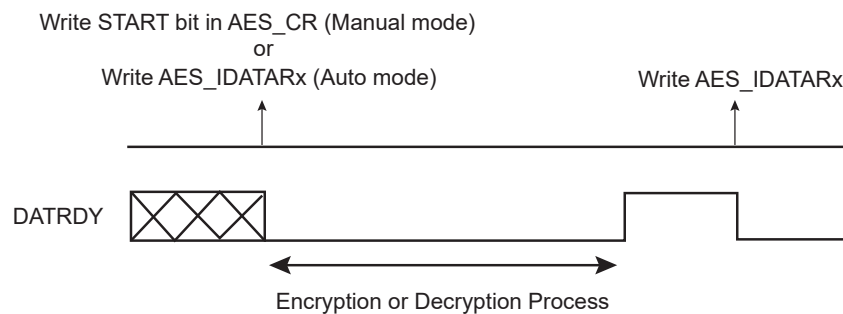 Write START bit in AES_CR (Manual mode)
or
Write AES_IDATARx (Auto mode)
Write AES_IDATARx
DATRDY
Encryption or Decryption Process